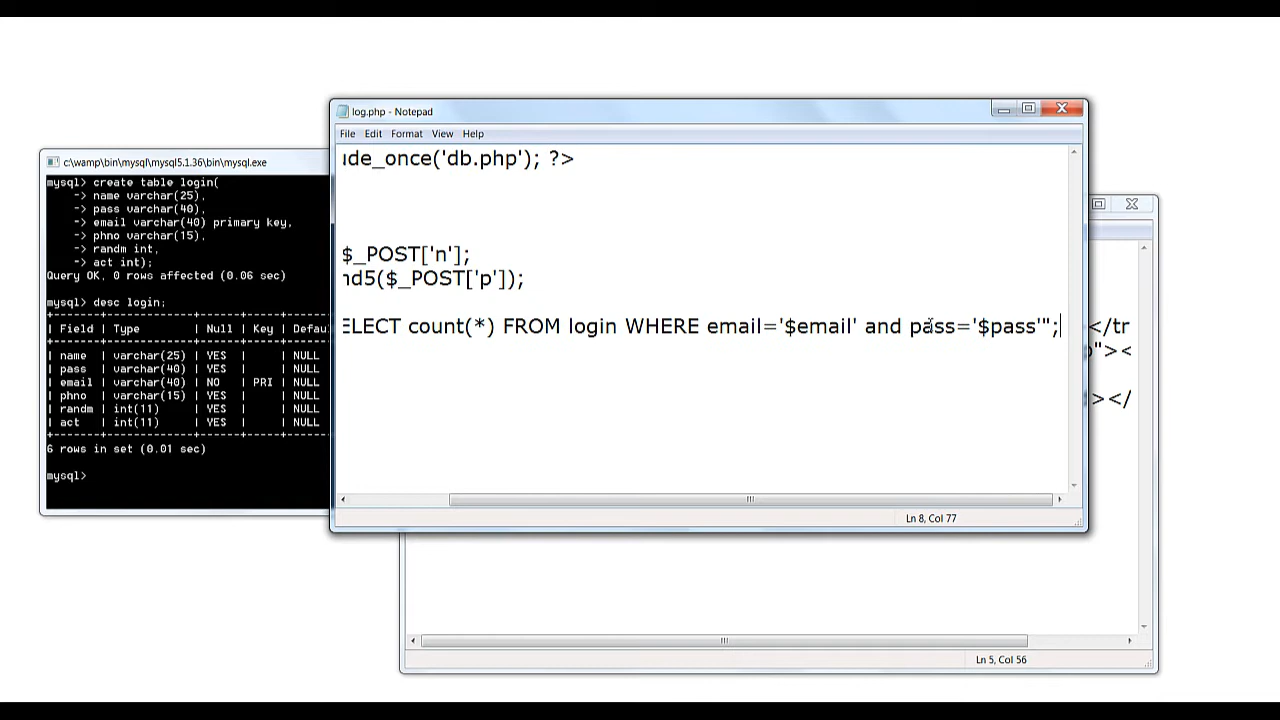 log.php - Notepad
File Edit Format View Help
ıde_once('db.php'); ?>
$_POST['n'];
nd5($_POST['p']);
ELECT count(*) FROM login WHERE email='$email' and pass='$pass'";
Ln 8, Col 77
c:\wamp\bin\mysql\mysql5.1.36\bin\mysql.exe
mysql> create table login(
-> name varchar(25),
-> pass varchar(40),
-> email varchar(40) primary key,
-> phno varchar(15),
-> randm int,
-> act int);
Query OK, 0 rows affected (0.06 sec)
mysql> desc login;
| Field | Type | Null | Key | Defau
| name | varchar(25) | YES | | NULL
| pass | varchar(40) | YES | | NULL
| email | varchar(40) | NO | PRI | NULL
| phno | varchar(15) | YES | | NULL
| randm | int(11) | YES | | NULL
| act | int(11) | YES | | NULL
6 rows in set (0.01 sec)
mysql>
></tr
"><
></
Ln 5, Col 56